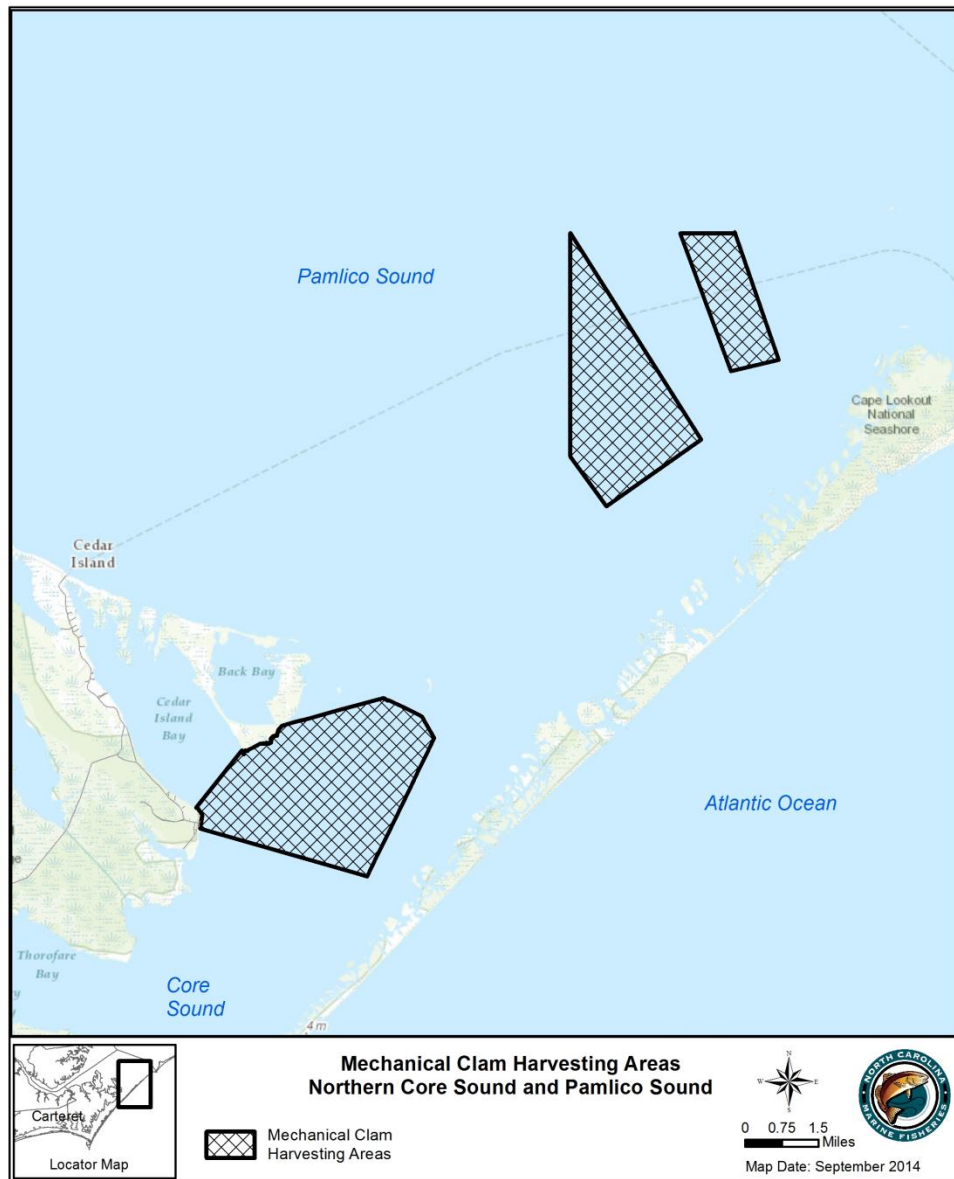 Pamlico Sound
Cape Lookout
National
Seashore
Cedar
Island
Back Bay
Cedar
Island
Bay
Atlantic Ocean
Thorofare
Bay
Core
Sound
4 m
Carteret
Locator Map
Mechanical Clam Harvesting Areas
Northern Core Sound and Pamlico Sound
Mechanical Clam
Harvesting Areas
N
W
E
S
0 0.75 1.5
Miles
Map Date: September 2014
NORTH CAROLINA
MARINE FISHERIES